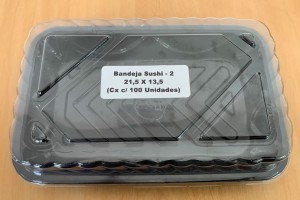 Bandeja Sushi - 2
21,5 X 13,5
(Cx c/ 100 Unidades)